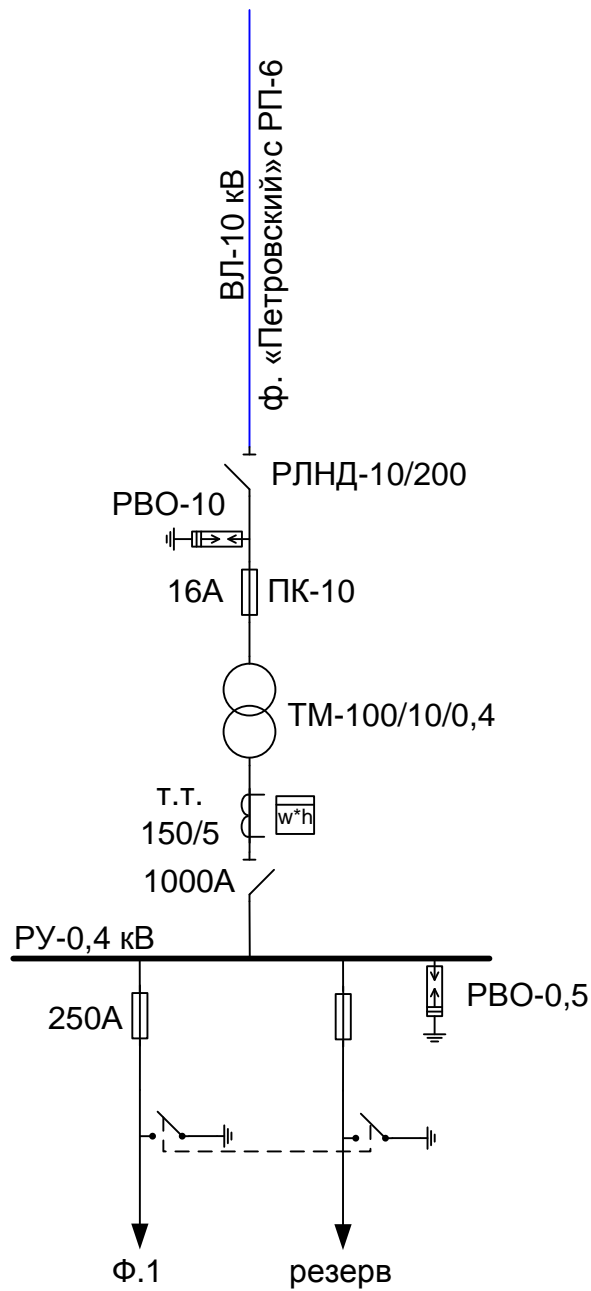 ВЛ-10 кВ
ф. «Петровский»с РП-6
РЛНД-10/200
РВО-10
16А ПК-10
ТМ-100/10/0,4
т.т.
150/5
w*h
1000А
РУ-0,4 кВ
250А
РВО-0,5
Ф.1
резерв